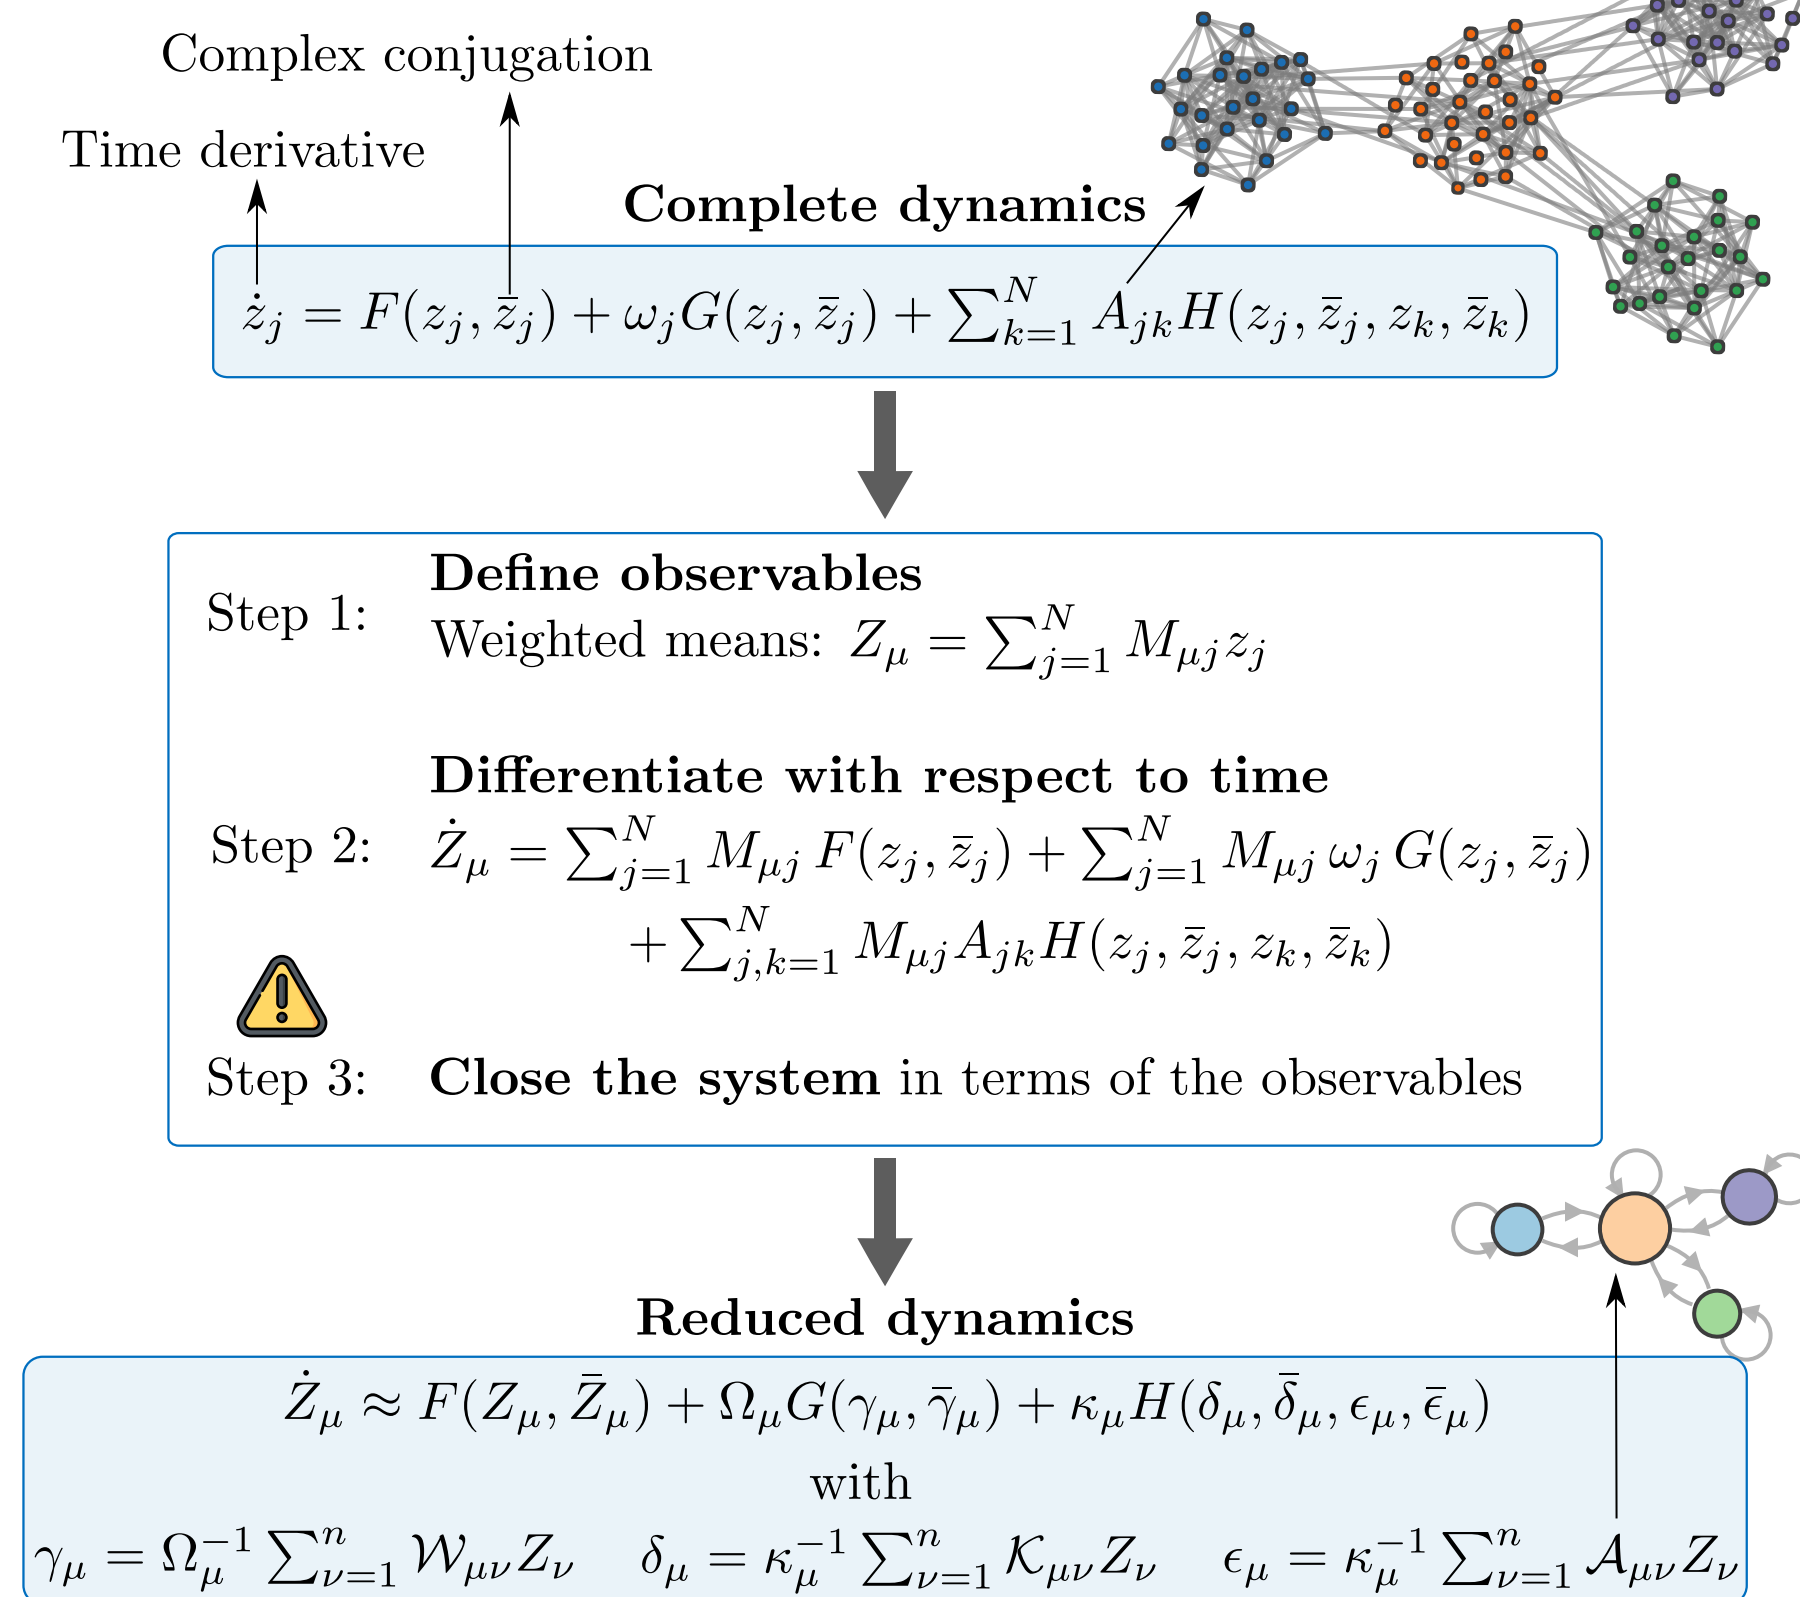 Complex conjugation
Time derivative
Complete dynamics
ż_j = F(z_j, z̄_j) + ω_j G(z_j, z̄_j) + ∑_{k=1}^{N} A_{jk} H(z_j, z̄_j, z_k, z̄_k)
Define observables
Step 1:
Weighted means: Z_μ = ∑_{j=1}^{N} M_{μj} z_j
Differentiate with respect to time
Step 2: Ż_μ = ∑_{j=1}^{N} M_{μj} F(z_j, z̄_j) + ∑_{j=1}^{N} M_{μj} ω_j G(z_j, z̄_j)
+ ∑_{j,k=1}^{N} M_{μj} A_{jk} H(z_j, z̄_j, z_k, z̄_k)
Step 3: Close the system in terms of the observables
Reduced dynamics
Ż_μ ≈ F(Z_μ, Z̄_μ) + Ω_μ G(γ_μ, γ̄_μ) + κ_μ H(δ_μ, δ̄_μ, ϵ_μ, ϵ̄_μ)
with
γ_μ = Ω_μ^{-1} ∑_{ν=1}^{n} 𝒲_{μν} Z_ν δ_μ = κ_μ^{-1} ∑_{ν=1}^{n} 𝒦_{μν} Z_ν ϵ_μ = κ_μ^{-1} ∑_{ν=1}^{n} 𝒜_{μν} Z_ν